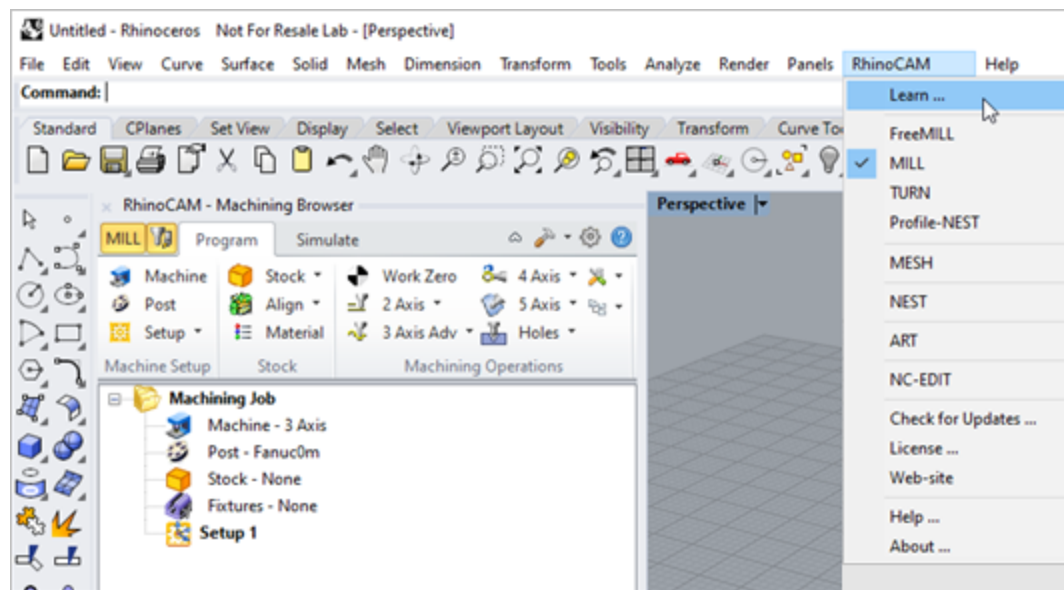 Untitled - Rhinoceros Not For Resale Lab - [Perspective]
File Edit View Curve Surface Solid Mesh Dimension Transform Tools Analyze Render Panels RhinoCAM Help
Command:
Standard CPlanes Set View Display Select Viewport Layout Visibility Transform Curve To
RhinoCAM - Machining Browser
MILL Program Simulate
Machine Stock Work Zero 4 Axis
Post Align 2 Axis 5 Axis
Setup Material 3 Axis Adv Holes
Machine Setup Stock Machining Operations
Machining Job
Machine - 3 Axis
Post - Fanuc0m
Stock - None
Fixtures - None
Setup 1
Perspective
Learn ...
FreeMILL
MILL
TURN
Profile-NEST
MESH
NEST
ART
NC-EDIT
Check for Updates ...
License ...
Web-site
Help ...
About ...